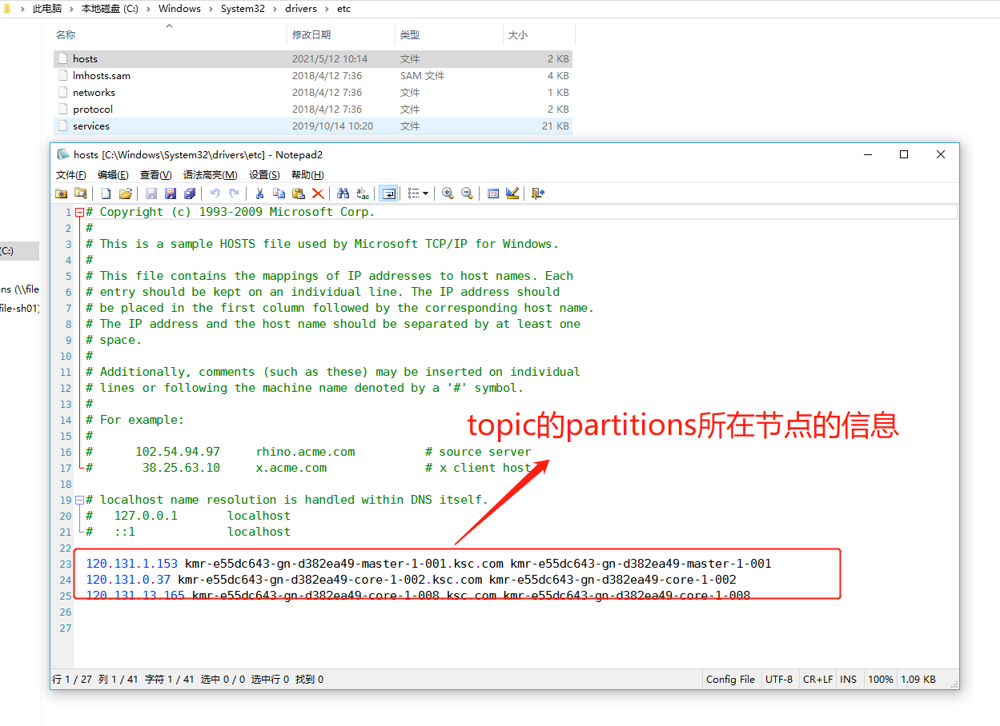 此电脑 › 本地磁盘 (C:) › Windows › System32 › drivers › etc
名称 修改日期 类型 大小
hosts 2021/5/12 10:14 文件 2 KB
lmhosts.sam 2018/4/12 7:36 SAM 文件 4 KB
networks 2018/4/12 7:36 文件 1 KB
protocol 2018/4/12 7:36 文件 2 KB
services 2019/10/14 10:20 文件 21 KB
(C:)
ns (\\file
file-sh01)
hosts [C:\Windows\System32\drivers\etc] - Notepad2
文件(F) 编辑(E) 查看(V) 语法高亮(M) 设置(S) 帮助(H)
1 # Copyright (c) 1993-2009 Microsoft Corp.
2 #
3 # This is a sample HOSTS file used by Microsoft TCP/IP for Windows.
4 #
5 # This file contains the mappings of IP addresses to host names. Each
6 # entry should be kept on an individual line. The IP address should
7 # be placed in the first column followed by the corresponding host name.
8 # The IP address and the host name should be separated by at least one
9 # space.
10 #
11 # Additionally, comments (such as these) may be inserted on individual
12 # lines or following the machine name denoted by a '#' symbol.
13 #
14 # For example:
topic的partitions所在节点的信息
15 #
16 # 102.54.94.97 rhino.acme.com # source server
17 # 38.25.63.10 x.acme.com # x client host
18
19 # localhost name resolution is handled within DNS itself.
20 # 127.0.0.1 localhost
21 # ::1 localhost
22
23 120.131.1.153 kmr-e55dc643-gn-d382ea49-master-1-001.ksc.com kmr-e55dc643-gn-d382ea49-master-1-001
24 120.131.0.37 kmr-e55dc643-gn-d382ea49-core-1-002.ksc.com kmr-e55dc643-gn-d382ea49-core-1-002
25 120.131.13.165 kmr-e55dc643-gn-d382ea49-core-1-008.ksc.com kmr-e55dc643-gn-d382ea49-core-1-008
26
27
行 1 / 27 列 1 / 41 字符 1 / 41 选中 0 / 0 选中行 0 找到 0 Config File UTF-8 CR+LF INS 100% 1.09 KB